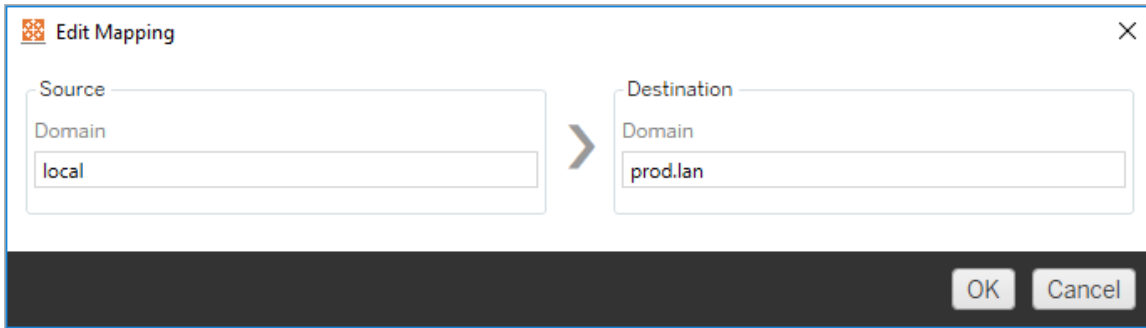 Edit Mapping
Source
Domain
local
Destination
Domain
prod.lan
OK
Cancel